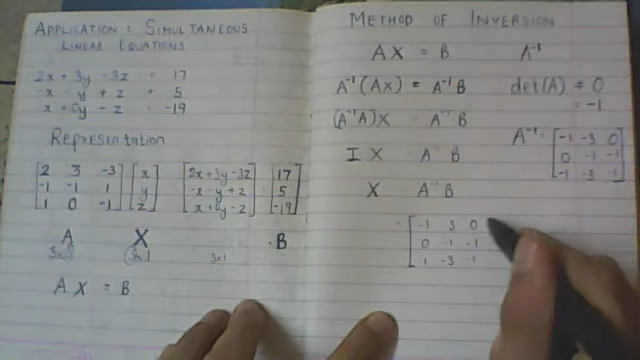 APPLICATION: SIMULTANEOUS
LINEAR EQUATIONS
2x + 3y - 3z = 17
-x - y + z = 5
x + 0y - z = -19
Representation
2 3 -3 x 2x+3y-3z 17
-1 -1 1 y = -x-y+z = 5
1 0 -1 z x+0y-z -19
A X B
3x1
AX = B
METHOD OF INVERSION
AX = B A⁻¹
A⁻¹(AX) = A⁻¹B det(A) ≠ 0
= -1
(A⁻¹A)X = A⁻¹B
A⁻¹ = -1 -3 0
0 -1 -1
-1 -3 -1
IX = A⁻¹B
X = A⁻¹B
= -1 3 0
0 -1 -1
1 -3 -1